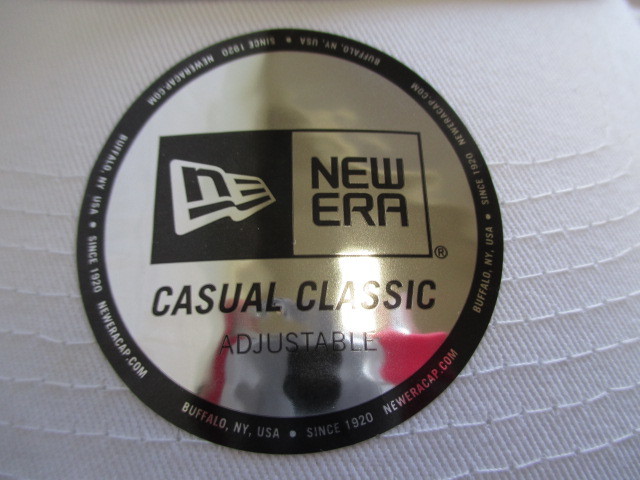 NEW
ERA
®
CASUAL CLASSIC
ADJUSTABLE
BUFFALO, NY, USA • SINCE 1920 NEWERACAP.COM BUFFALO, NY, USA • SINCE 1920 NEWERACAP.COM BUFFALO, NY, USA • SINCE 1920 NEWERACAP.COM BUFFALO, NY, USA • SINCE 1920 NEWERACAP.COM